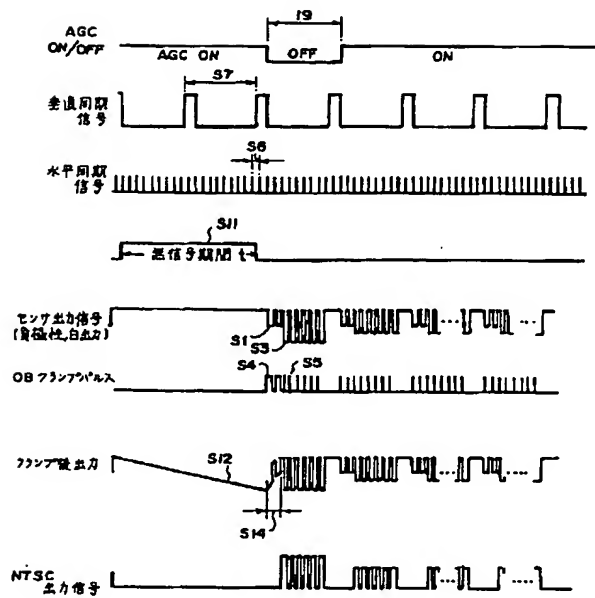 AGC
ON/OFF
AGC ON
19
OFF
ON
S7
垂直同期
信号
S6
水平同期
信号
S11
無信号期間 t
センサ出力信号
(負極性,白出力)
S1
S3
S4
S5
OBクランプパルス
クランプ後出力
S12
S14
NTSC
出力信号